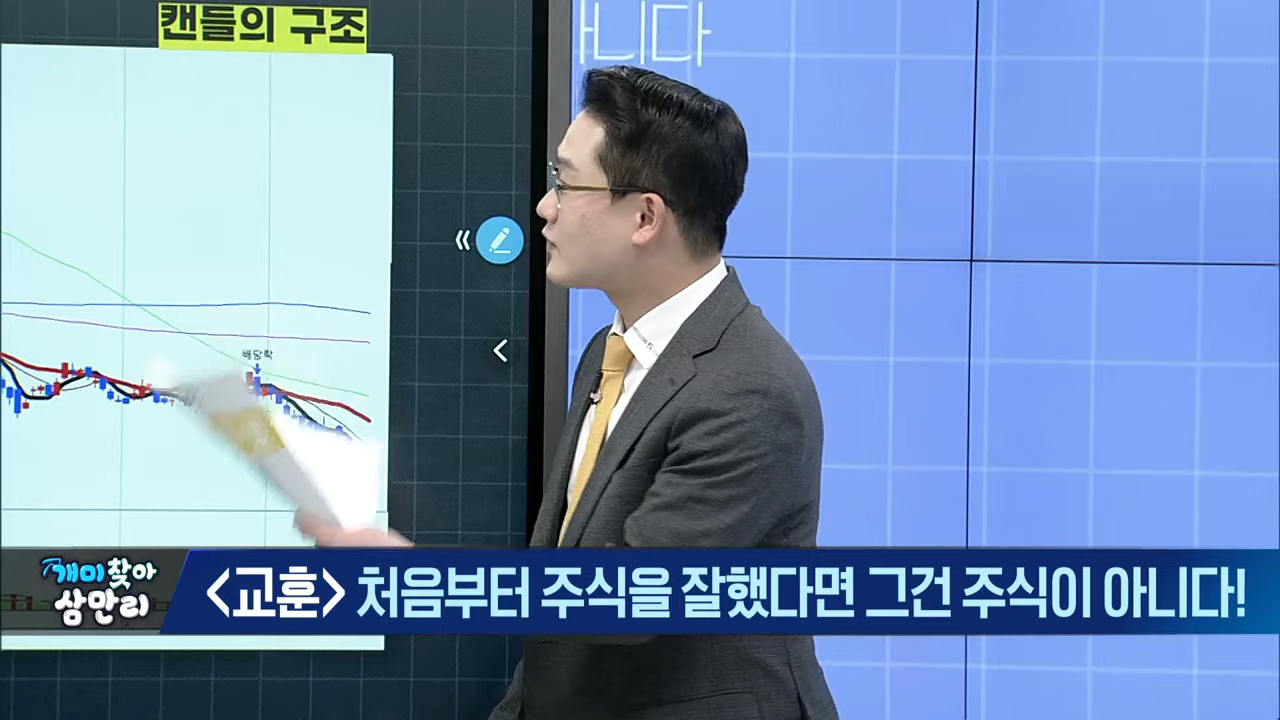 캔들의 구조
아니다
배당락
개미찾아
삼만리
<교훈> 처음부터 주식을 잘했다면 그건 주식이 아니다!